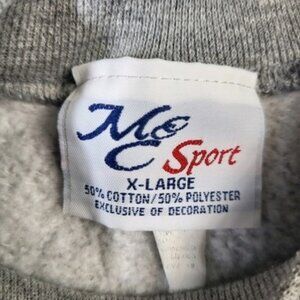 MC Sport
X-LARGE
50% COTTON/50% POLYESTER
EXCLUSIVE OF DECORATION